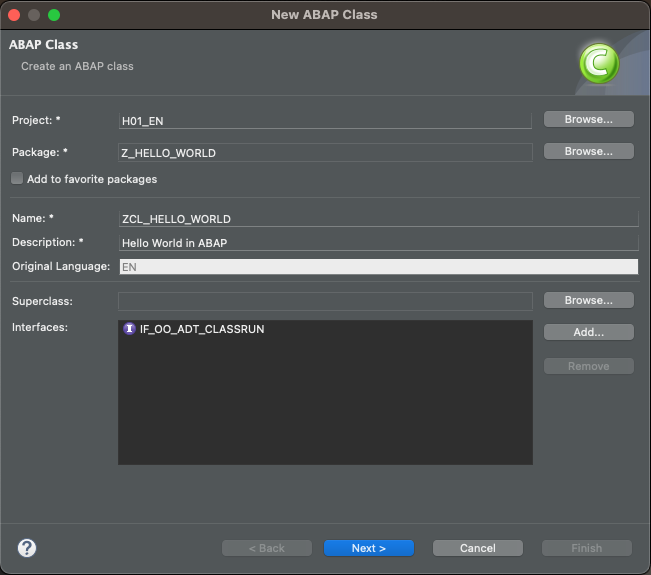 New ABAP Class
ABAP Class
Create an ABAP class
C
Project: * H01_EN Browse...
Package: * Z_HELLO_WORLD Browse...
Add to favorite packages
Name: * ZCL_HELLO_WORLD
Description: * Hello World in ABAP
Original Language: EN
Superclass: Browse...
Interfaces: I IF_OO_ADT_CLASSRUN Add...
Remove
? < Back Next > Cancel Finish